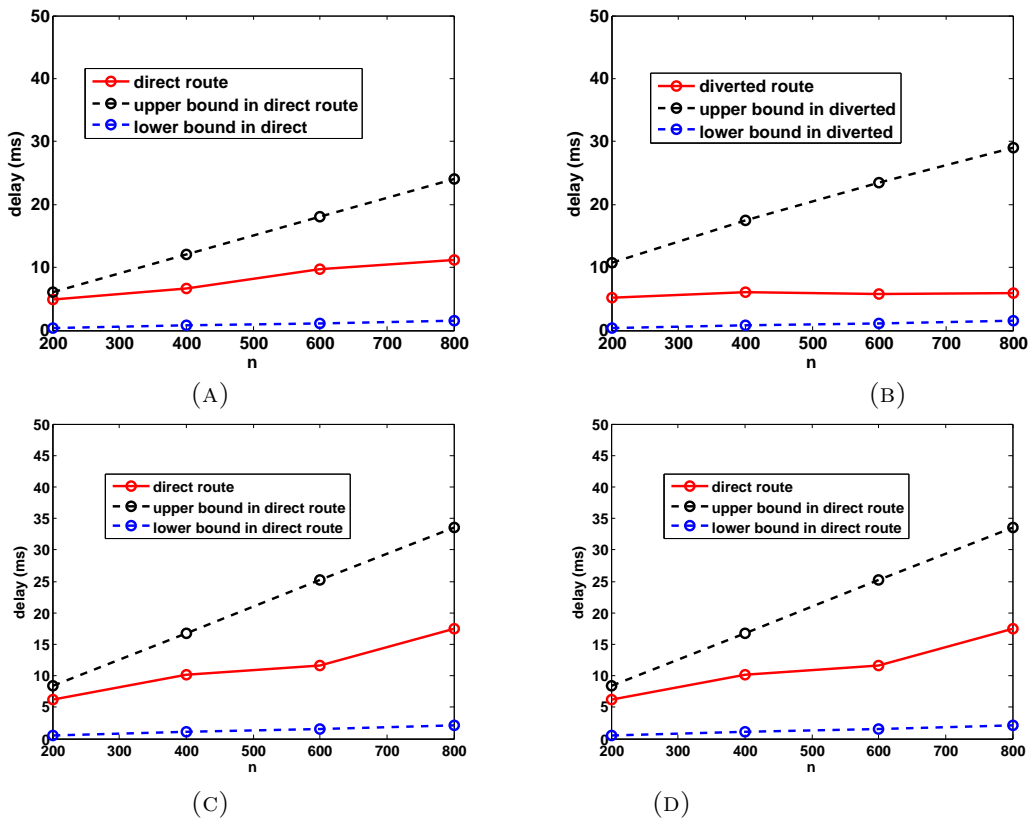 50
40
30
20
10
0
delay (ms)
direct route
upper bound in direct route
lower bound in direct
200 300 400 500 600 700 800
n
(A)
50
40
30
20
10
0
delay (ms)
diverted route
upper bound in diverted
lower bound in diverted
200 300 400 500 600 700 800
n
(B)
50
45
40
35
30
25
20
15
10
5
0
delay (ms)
direct route
upper bound in direct route
lower bound in direct route
200 300 400 500 600 700 800
n
(C)
50
45
40
35
30
25
20
15
10
5
0
delay (ms)
direct route
upper bound in direct route
lower bound in direct route
200 300 400 500 600 700 800
n
(D)